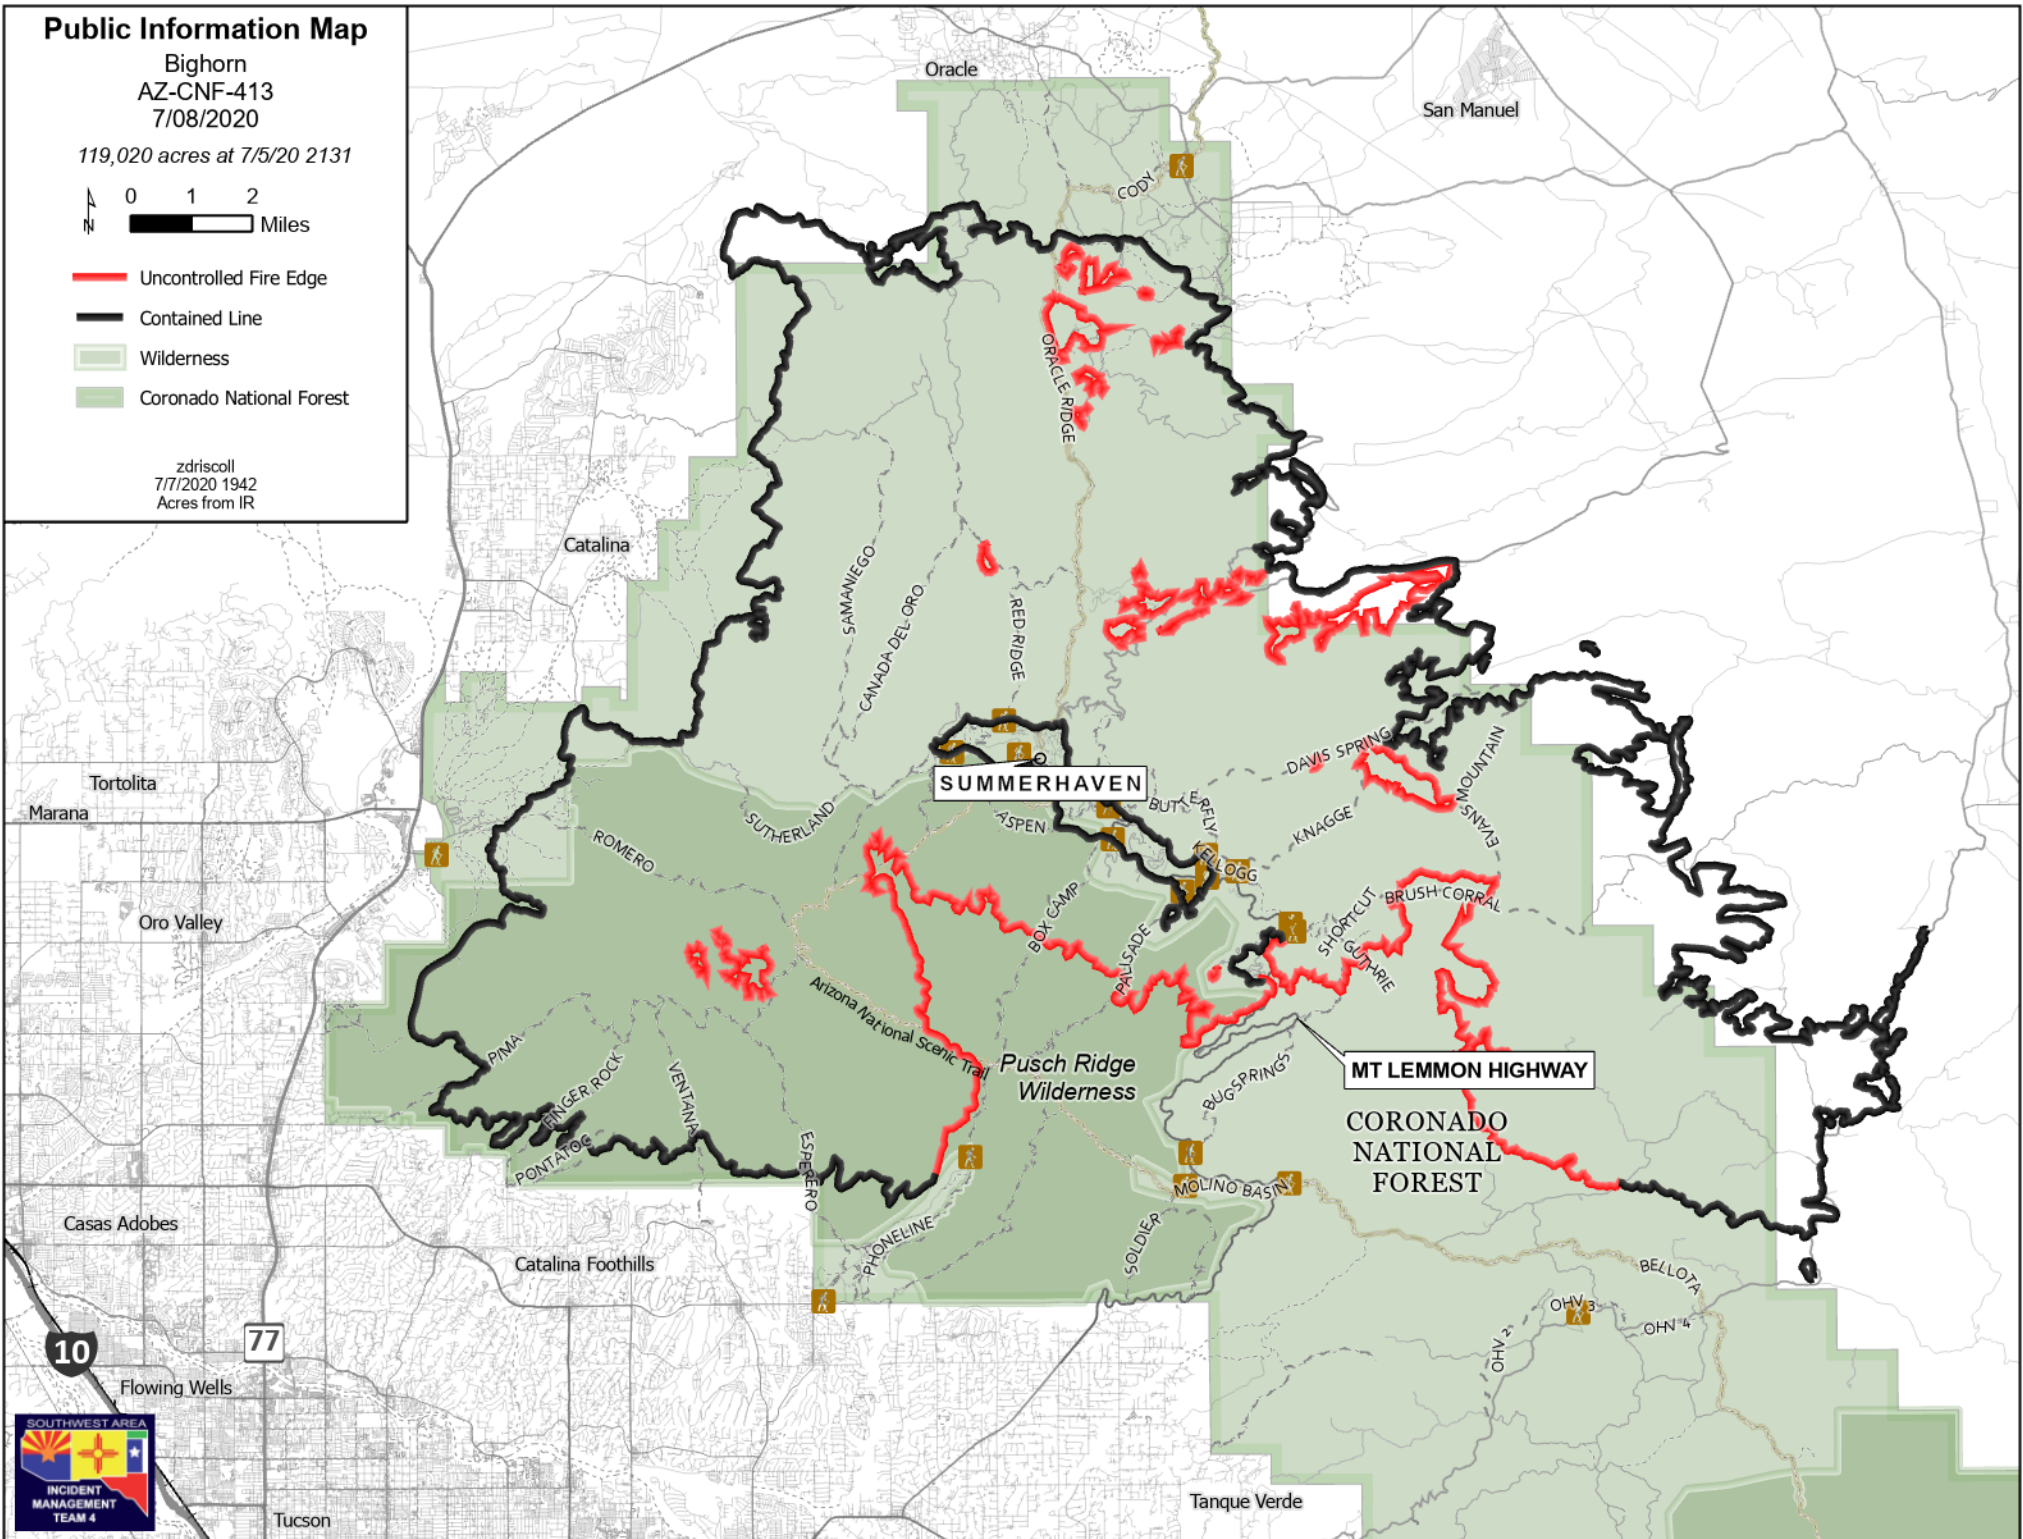 Public Information Map
Bighorn
AZ-CNF-413
7/08/2020
119,020 acres at 7/5/20 2131
N
0 1 2
Miles
Uncontrolled Fire Edge
Contained Line
Wilderness
Coronado National Forest
zdriscoll
7/7/2020 1942
Acres from IR
Oracle
San Manuel
CODY
ORACLE RIDGE
Catalina
SAMANIEGO
CANADA DEL ORO
RED RIDGE
DAVIS SPRING
EVANS MOUNTAIN
SUMMERHAVEN
Tortolita
Marana
SUTHERLAND
ASPEN
BUTTERFLY
KNAGGE
ROMERO
KELLOGG
BOX CAMP
SHORTCUT
BRUSH CORRAL
Oro Valley
PALISADE
GUTHRIE
Arizona National Scenic Trail
PIMA
FINGER ROCK
VENTANA
Pusch Ridge
Wilderness
BUGSPRINGS
MT LEMMON HIGHWAY
CORONADO
NATIONAL
FOREST
PONTATOC
ESPERERO
MOLINO BASIN
Casas Adobes
PHONELINE
SOLDIER
Catalina Foothills
BELLOTA
OHV 3
OHV 4
OHV 2
77
10
Flowing Wells
SOUTHWEST AREA
INCIDENT
MANAGEMENT
TEAM 4
Tanque Verde
Tucson